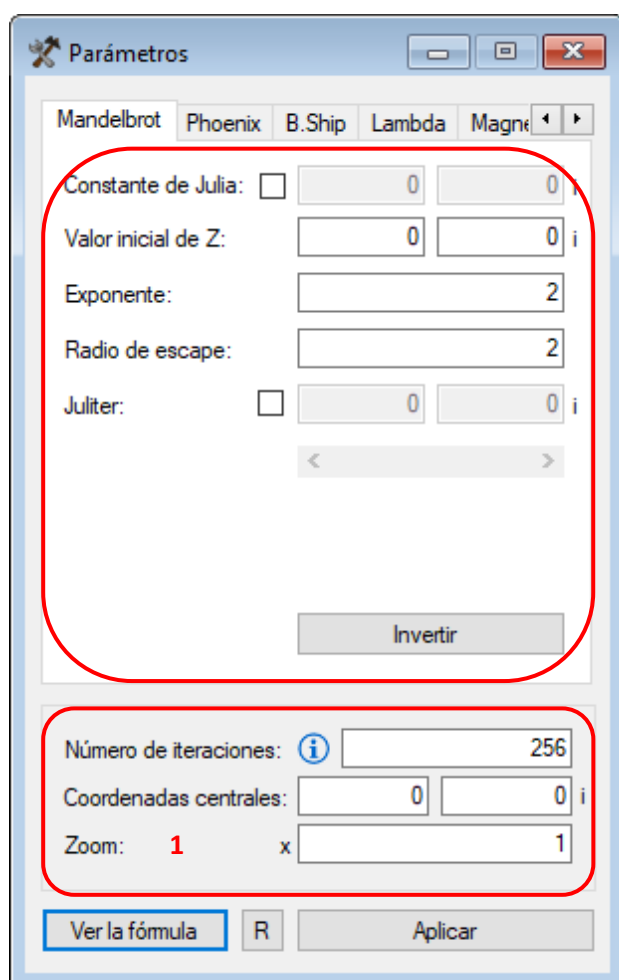 Parámetros
Mandelbrot Phoenix B.Ship Lambda Magne
Constante de Julia: 0 0 i
Valor inicial de Z: 0 0 i
Exponente: 2
Radio de escape: 2
Juliter: 0 0 i
Invertir
Número de iteraciones: i 256
Coordenadas centrales: 0 0 i
Zoom: 1 x 1
Ver la fórmula R Aplicar